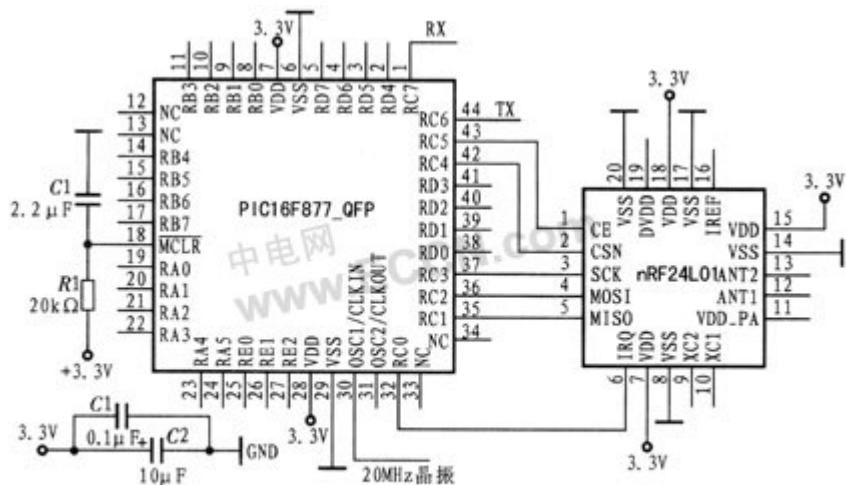 3.3V
RX
11 10 9 8 7 6 5 4 3 2 1
RB3 RB2 RB1 RB0 VDD VSS RD7 RD6 RD5 RD4 RC7
12 NC
13 NC
14 RB4
15 RB5
16 RB6
17 RB7
18 MCLR
19 RA0
20 RA1
21 RA2
22 RA3
C1
2.2μF
R1
20kΩ
+3.3V
PIC16F877_QFP
RC6 44 TX
RC5 43
RC4 42
RD3 41
RD2 40
RD1 39
RD0 38
RC3 37
RC2 36
RC1 35
NC 34
RA4 RA5 RE0 RE1 RE2 VDD VSS OSC1/CLKIN OSC2/CLKOUT RC0 NC
23 24 25 26 27 28 29 30 31 32 33
3.3V
20MHz晶振
3.3V
20 19 18 17 16
VSS DVDD VDD VSS IREF
1 CE
2 CSN
3 SCK
4 MOSI
5 MISO
nRF24L01
3.3V
VDD 15
VSS 14
ANT2 13
ANT1 12
VDD_PA 11
IRQ VDD VSS XC2 XC1
6 7 8 9 10
3.3V
3.3V
C1
0.1μF
+
C2
10μF
GND
中电网